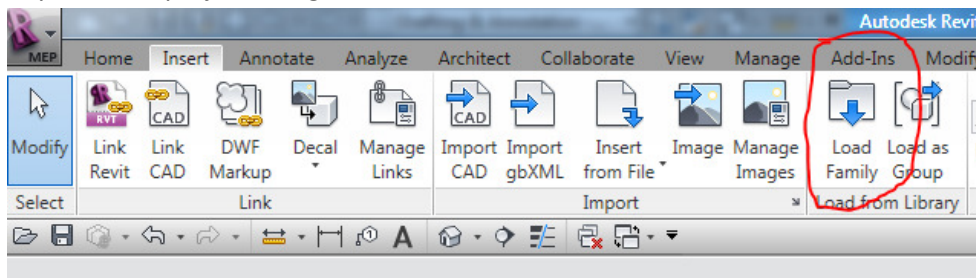 Autodesk Revi
MEP Home Insert Annotate Analyze Architect Collaborate View Manage Add-Ins Modify
RVT CAD CAD
Modify Link Link DWF Decal Manage Import Import Insert Image Manage Load Load as
Revit CAD Markup Links CAD gbXML from File Images Family Group
Select Link Import Load from Library
A